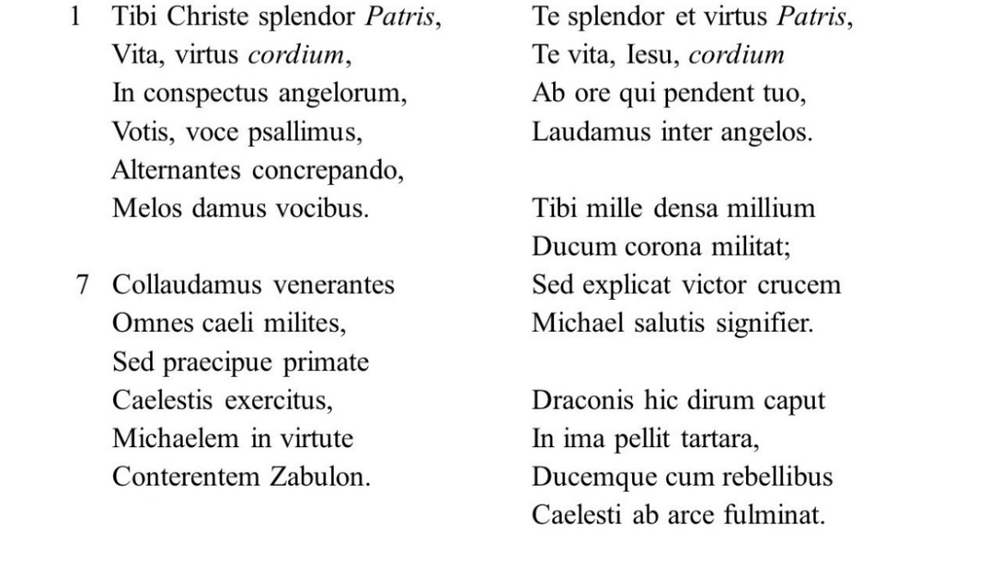 1 Tibi Christe splendor Patris,
Vita, virtus cordium,
In conspectus angelorum,
Votis, voce psallimus,
Alternantes concrepando,
Melos damus vocibus.
7 Collaudamus venerantes
Omnes caeli milites,
Sed praecipue primate
Caelestis exercitus,
Michaelem in virtute
Conterentem Zabulon.
Te splendor et virtus Patris,
Te vita, Iesu, cordium
Ab ore qui pendent tuo,
Laudamus inter angelos.
Tibi mille densa millium
Ducum corona militat;
Sed explicat victor crucem
Michael salutis signifier.
Draconis hic dirum caput
In ima pellit tartara,
Ducemque cum rebellibus
Caelesti ab arce fulminat.